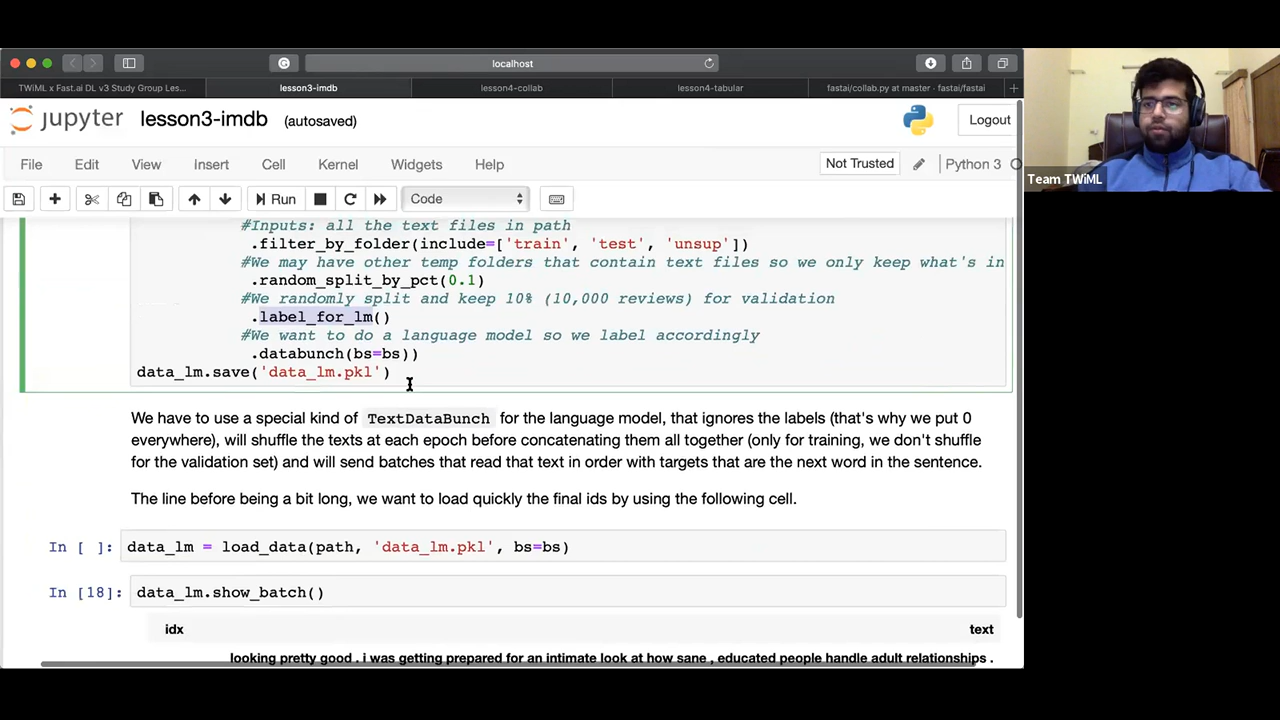 localhost
TWiML x Fast.ai DL v3 Study Group Les...
lesson3-imdb
lesson4-collab
lesson4-tabular
fastai/collab.py at master · fastai/fastai
jupyter lesson3-imdb (autosaved)
Logout
File Edit View Insert Cell Kernel Widgets Help
Not Trusted
Python 3
Run
Code
#Inputs: all the text files in path
.filter_by_folder(include=['train', 'test', 'unsup'])
#We may have other temp folders that contain text files so we only keep what's in
.random_split_by_pct(0.1)
#We randomly split and keep 10% (10,000 reviews) for validation
.label_for_lm()
#We want to do a language model so we label accordingly
.databunch(bs=bs))
data_lm.save('data_lm.pkl')
We have to use a special kind of TextDataBunch for the language model, that ignores the labels (that's why we put 0
everywhere), will shuffle the texts at each epoch before concatenating them all together (only for training, we don't shuffle
for the validation set) and will send batches that read that text in order with targets that are the next word in the sentence.
The line before being a bit long, we want to load quickly the final ids by using the following cell.
In [ ]: data_lm = load_data(path, 'data_lm.pkl', bs=bs)
In [18]: data_lm.show_batch()
idx text
looking pretty good . i was getting prepared for an intimate look at how sane , educated people handle adult relationships .
Team TWiML